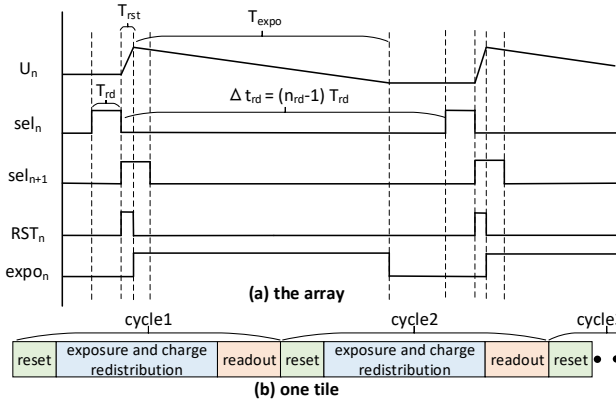 T_rst
T_expo
U_n
T_rd
Δ t_rd = (n_rd-1) T_rd
sel_n
sel_n+1
RST_n
expo_n
(a) the array
cycle1 cycle2
reset exposure and charge redistribution readout reset exposure and charge redistribution readout reset
(b) one tile